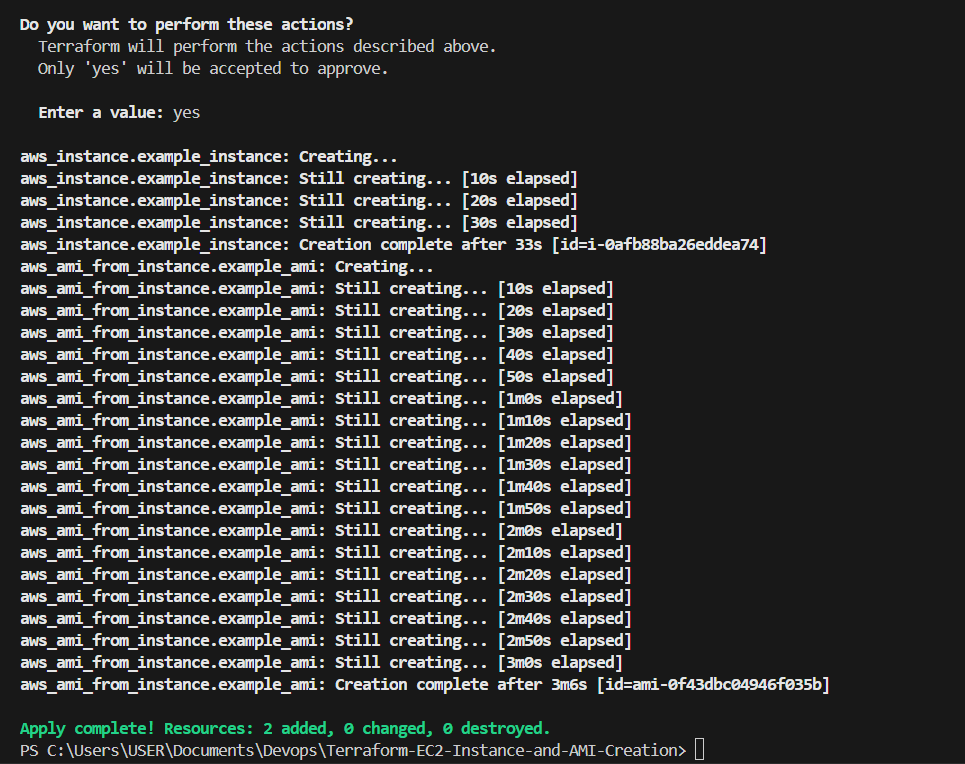 Do you want to perform these actions?
Terraform will perform the actions described above.
Only 'yes' will be accepted to approve.
Enter a value: yes
aws_instance.example_instance: Creating...
aws_instance.example_instance: Still creating... [10s elapsed]
aws_instance.example_instance: Still creating... [20s elapsed]
aws_instance.example_instance: Still creating... [30s elapsed]
aws_instance.example_instance: Creation complete after 33s [id=i-0afb88ba26eddea74]
aws_ami_from_instance.example_ami: Creating...
aws_ami_from_instance.example_ami: Still creating... [10s elapsed]
aws_ami_from_instance.example_ami: Still creating... [20s elapsed]
aws_ami_from_instance.example_ami: Still creating... [30s elapsed]
aws_ami_from_instance.example_ami: Still creating... [40s elapsed]
aws_ami_from_instance.example_ami: Still creating... [50s elapsed]
aws_ami_from_instance.example_ami: Still creating... [1m0s elapsed]
aws_ami_from_instance.example_ami: Still creating... [1m10s elapsed]
aws_ami_from_instance.example_ami: Still creating... [1m20s elapsed]
aws_ami_from_instance.example_ami: Still creating... [1m30s elapsed]
aws_ami_from_instance.example_ami: Still creating... [1m40s elapsed]
aws_ami_from_instance.example_ami: Still creating... [1m50s elapsed]
aws_ami_from_instance.example_ami: Still creating... [2m0s elapsed]
aws_ami_from_instance.example_ami: Still creating... [2m10s elapsed]
aws_ami_from_instance.example_ami: Still creating... [2m20s elapsed]
aws_ami_from_instance.example_ami: Still creating... [2m30s elapsed]
aws_ami_from_instance.example_ami: Still creating... [2m40s elapsed]
aws_ami_from_instance.example_ami: Still creating... [2m50s elapsed]
aws_ami_from_instance.example_ami: Still creating... [3m0s elapsed]
aws_ami_from_instance.example_ami: Creation complete after 3m6s [id=ami-0f43dbc04946f035b]
Apply complete! Resources: 2 added, 0 changed, 0 destroyed.
PS C:\Users\USER\Documents\Devops\Terraform-EC2-Instance-and-AMI-Creation>